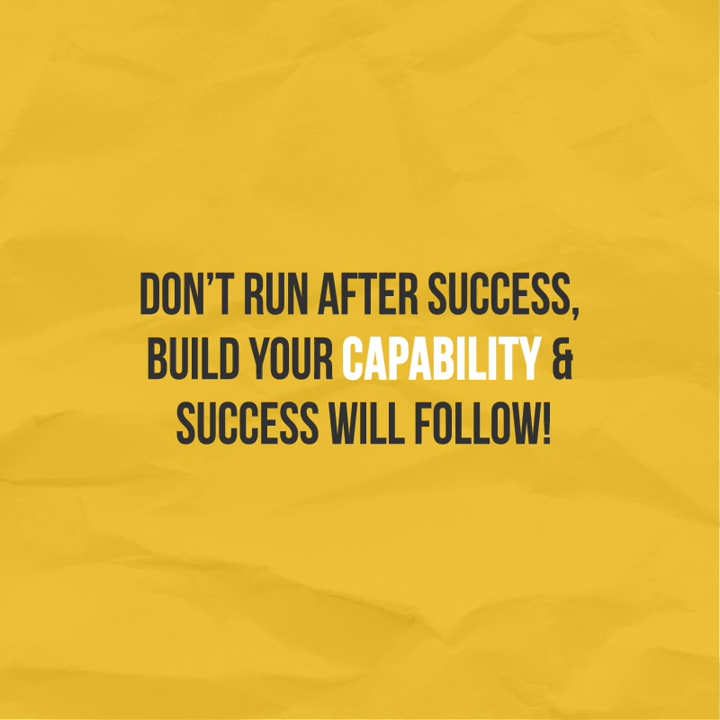 DON'T RUN AFTER SUCCESS,
BUILD YOUR CAPABILITY &
SUCCESS WILL FOLLOW!